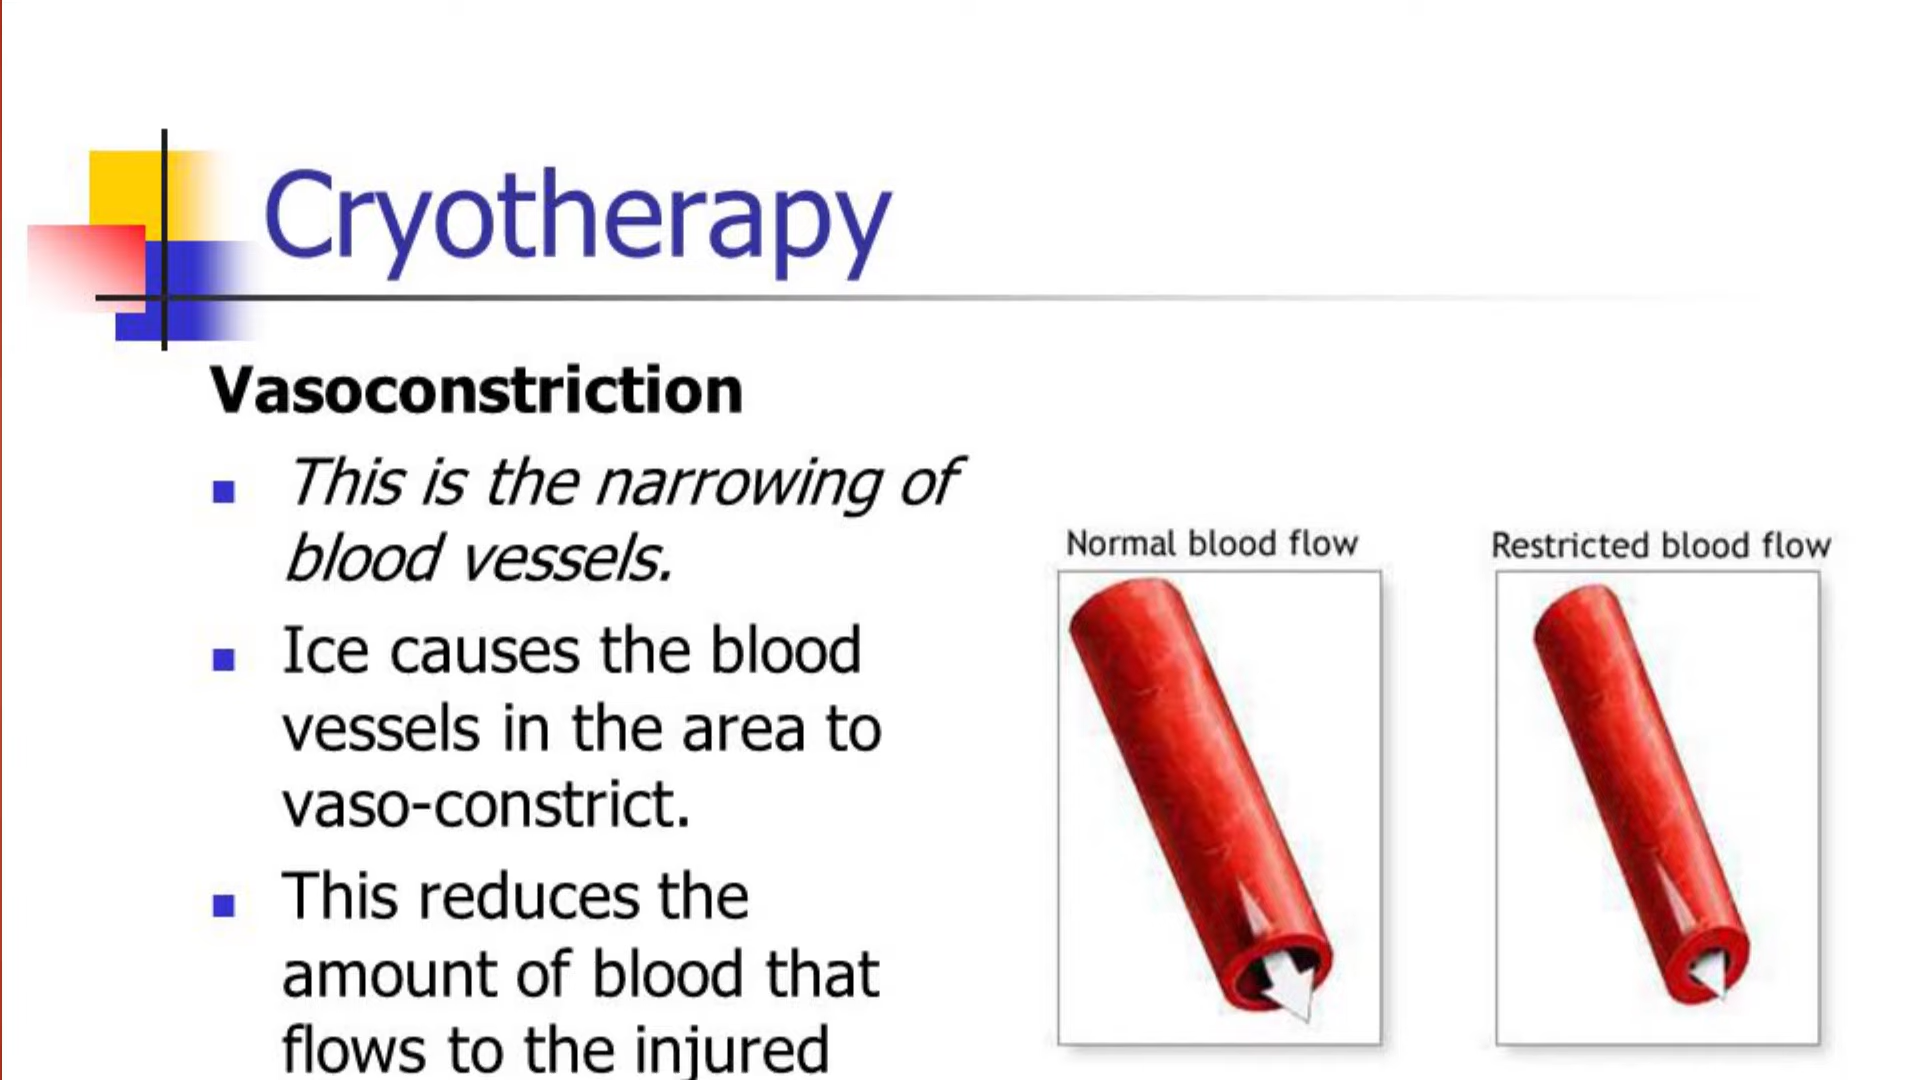 Cryotherapy
Vasoconstriction
This is the narrowing of
blood vessels.
Ice causes the blood
vessels in the area to
vaso-constrict.
This reduces the
amount of blood that
flows to the injured
Normal blood flow
Restricted blood flow